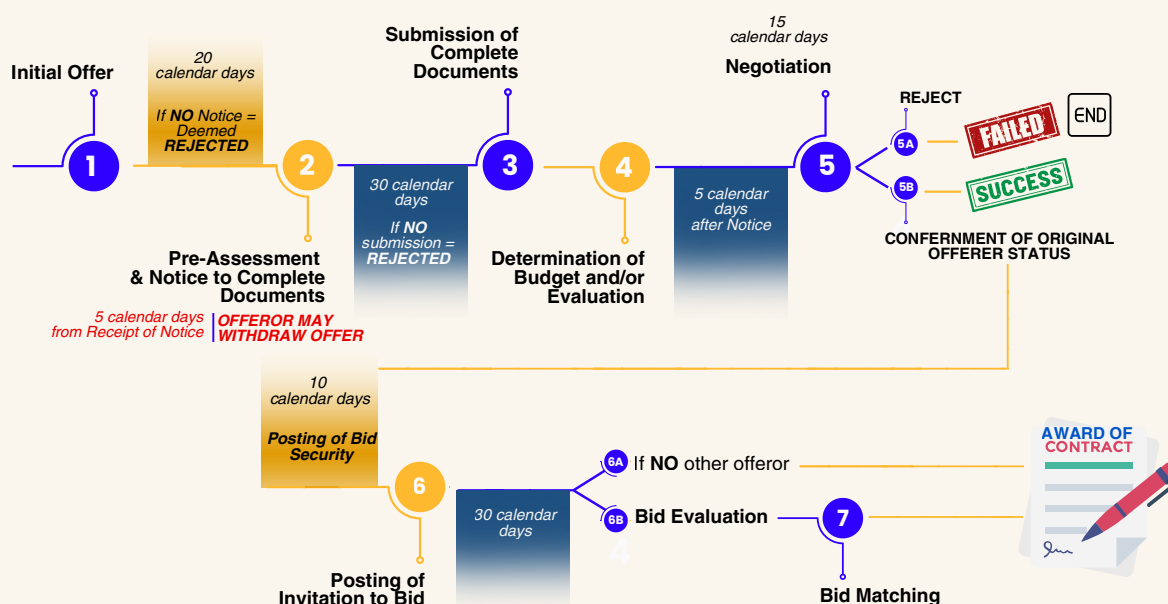 Initial Offer
1
20
calendar days
If NO Notice =
Deemed
REJECTED
2
Pre-Assessment
& Notice to Complete
Documents
5 calendar days
from Receipt of Notice
OFFEROR MAY
WITHDRAW OFFER
30 calendar
days
If NO
submission =
REJECTED
Submission of
Complete
Documents
3
4
Determination of
Budget and/or
Evaluation
5 calendar
days
after Notice
15
calendar days
Negotiation
5
REJECT
5A
FAILED
END
5B
SUCCESS
CONFERNMENT OF ORIGINAL
OFFERER STATUS
10
calendar days
Posting of Bid
Security
6
Posting of
Invitation to Bid
30 calendar
days
6A
If NO other offeror
6B
Bid Evaluation
4
7
Bid Matching
AWARD OF
CONTRACT